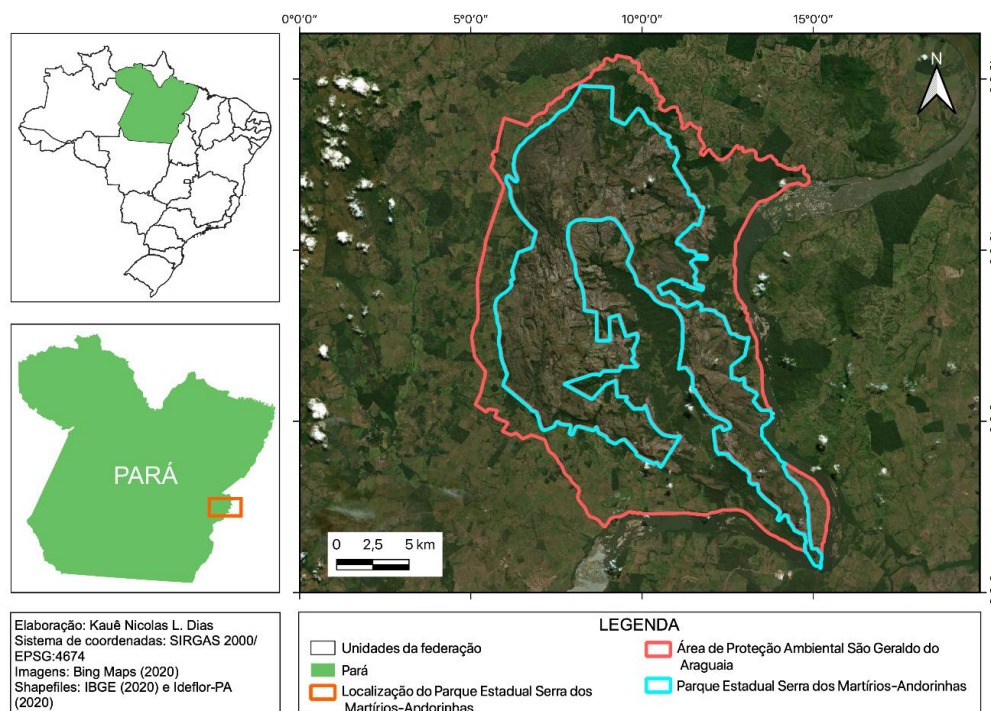 0°0'0''
5°0'0''
10°0'0''
15°0'0''
N
PARÁ
0 2,5 5 km
Elaboração: Kauê Nicolas L. Dias
Sistema de coordenadas: SIRGAS 2000/
EPSG:4674
Imagens: Bing Maps (2020)
Shapefiles: IBGE (2020) e Ideflor-PA
(2020)
LEGENDA
Unidades da federação
Pará
Localização do Parque Estadual Serra dos
Martírios-Andorinhas
Área de Proteção Ambiental São Geraldo do
Araguaia
Parque Estadual Serra dos Martírios-Andorinhas